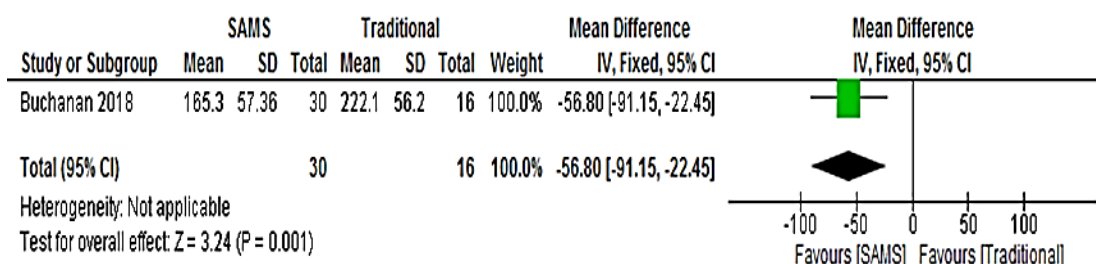 SAMS Traditional Mean Difference Mean Difference
Study or Subgroup Mean SD Total Mean SD Total Weight IV, Fixed, 95% CI IV, Fixed, 95% CI
Buchanan 2018 165.3 57.36 30 222.1 56.2 16 100.0% -56.80 [-91.15, -22.45]
Total (95% CI) 30 16 100.0% -56.80 [-91.15, -22.45]
Heterogeneity: Not applicable
Test for overall effect: Z = 3.24 (P = 0.001)
-100 -50 0 50 100
Favours [SAMS] Favours [Traditional]